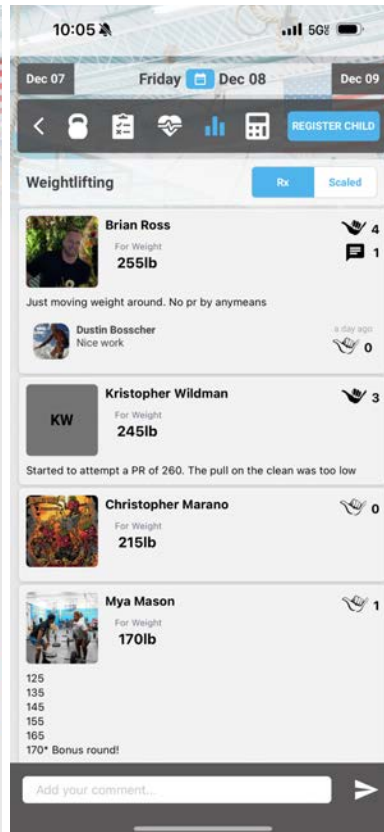 10:05
5G
Dec 07
Friday
Dec 08
Dec 09
REGISTER CHILD
Weightlifting
Rx
Scaled
Brian Ross
4
For Weight
1
255lb
Just moving weight around. No pr by anymeans
Dustin Bosscher
a day ago
Nice work
0
Kristopher Wildman
3
KW
For Weight
245lb
Started to attempt a PR of 260. The pull on the clean was too low
Christopher Marano
0
For Weight
215lb
Mya Mason
1
For Weight
170lb
125
135
145
155
165
170* Bonus round!
Add your comment...